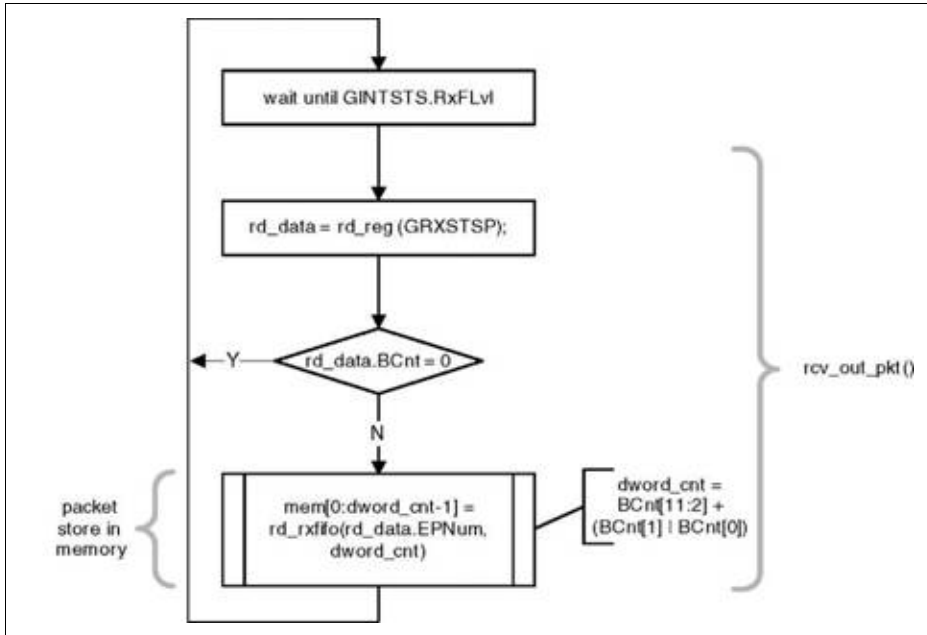 wait until GINTSTS.RxFLvl
rd_data = rd_reg (GRXSTSP);
rd_data.BCnt = 0
Y
rcv_out_pkt()
N
packet
store in
memory
mem[0:dword_cnt-1] =
rd_rxfifo(rd_data.EPNum,
dword_cnt)
dword_cnt =
BCnt[11:2] +
(BCnt[1] | BCnt[0])